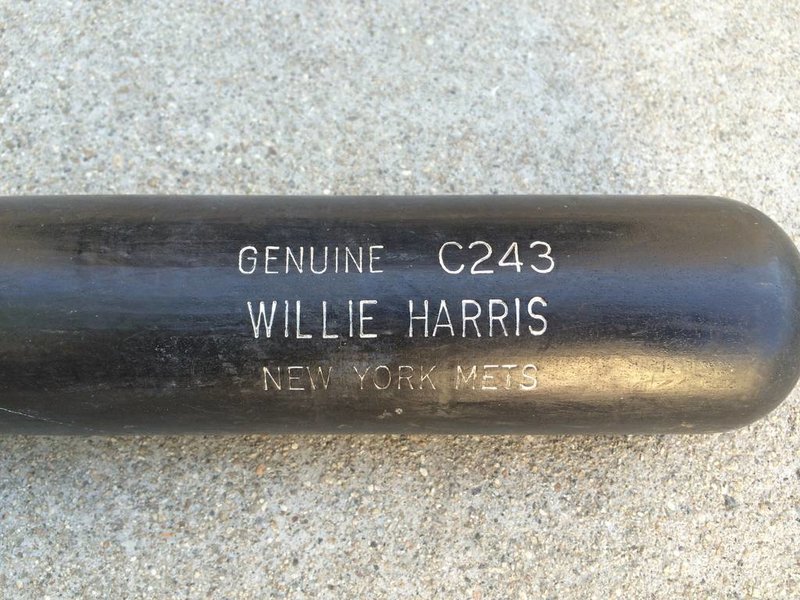 GENUINE C243
WILLIE HARRIS
NEW YORK METS